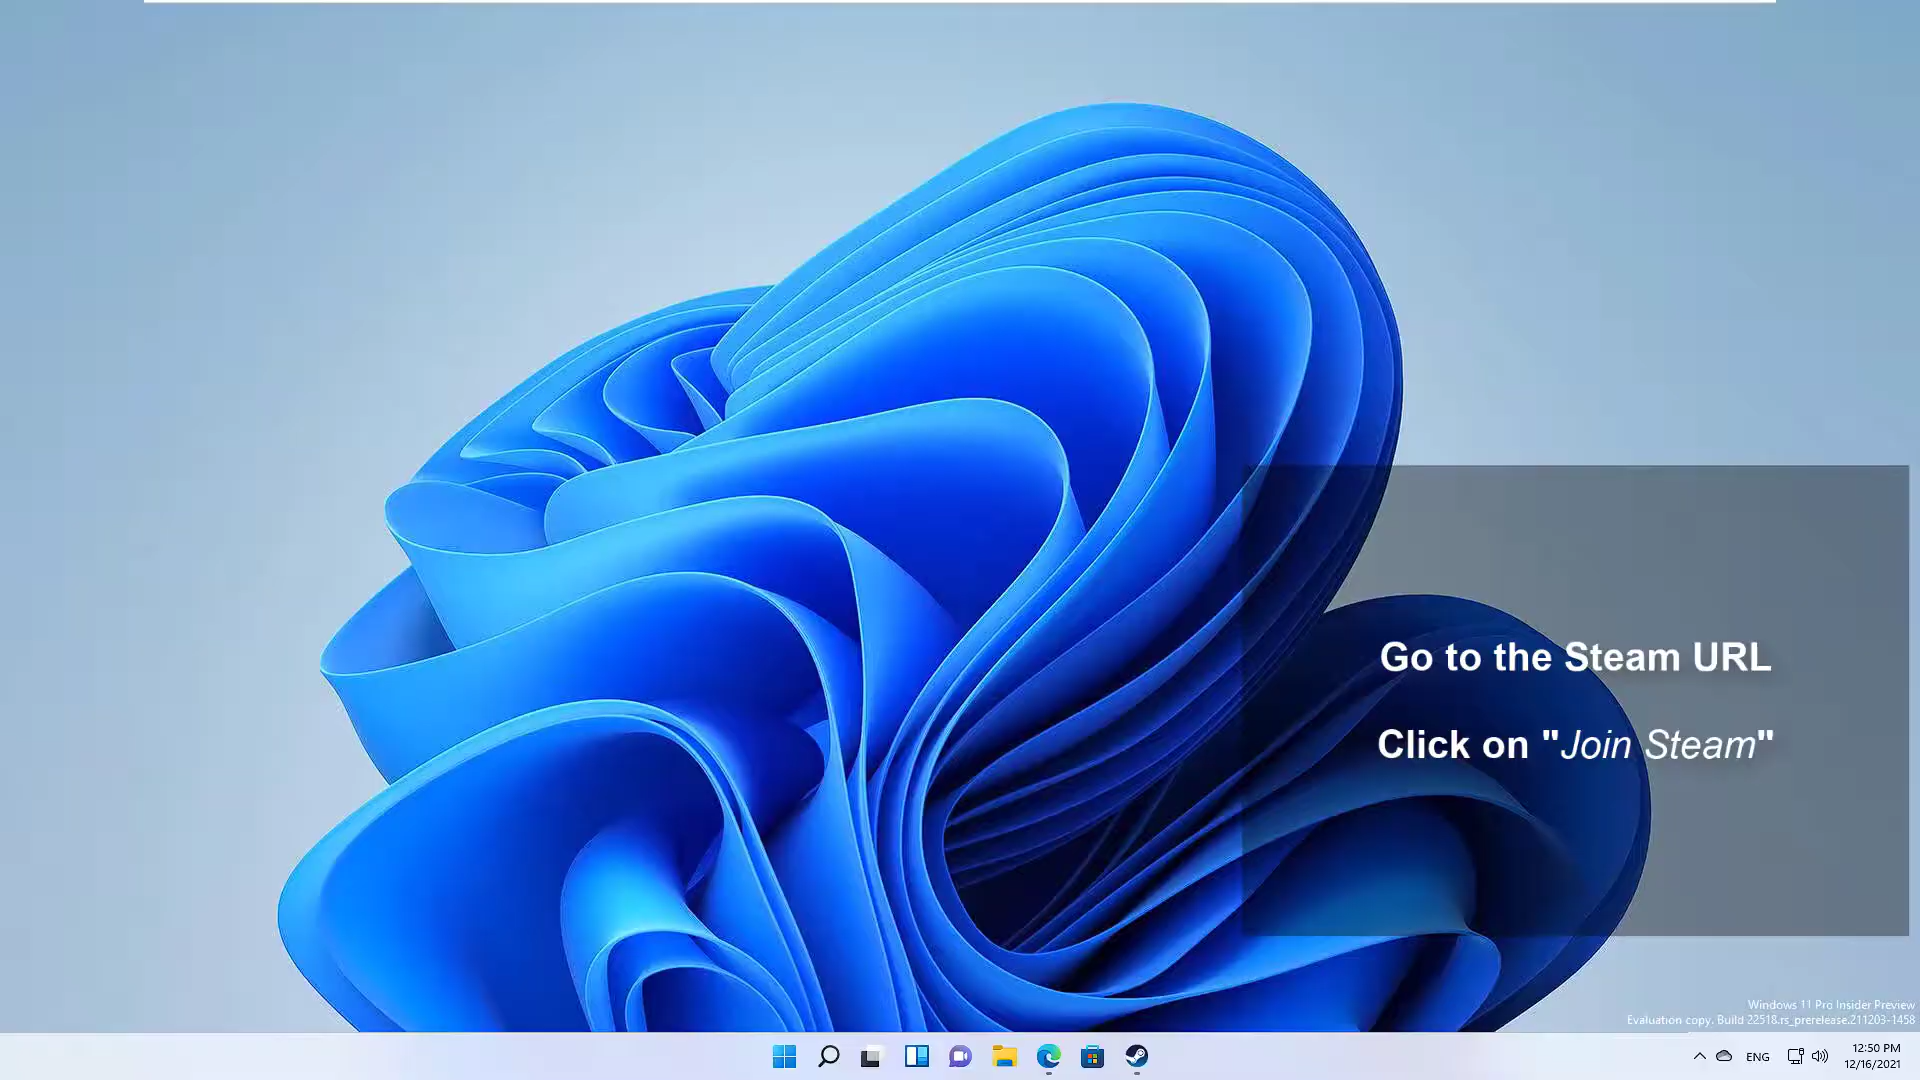 Go to the Steam URL
Click on "Join Steam"
Windows 11 Pro Insider Preview
Evaluation copy. Build 22518.rs_prerelease.211203-1458
ENG
12:50 PM
12/16/2021